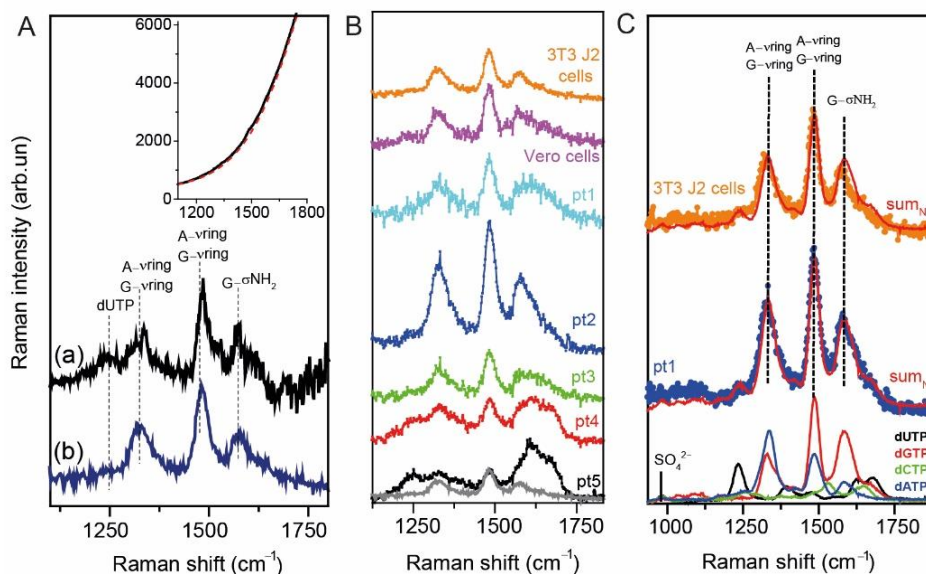 A
6000
4000
2000
0
1200 1500 1800
A−νring
G−νring
A−νring
G−νring
dUTP
G−σNH₂
(a)
(b)
Raman intensity (arb.un)
1250 1500 1750
Raman shift (cm⁻¹)
B
3T3 J2
cells
Vero cells
pt1
pt2
pt3
pt4
pt5
1250 1500 1750
Raman shift (cm⁻¹)
C
A−νring
G−νring
A−νring
G−νring
G−σNH₂
3T3 J2 cells
sum_N
pt1
sum_N
SO₄²⁻
dUTP
dGTP
dCTP
dATP
1000 1250 1500 1750
Raman shift (cm⁻¹)